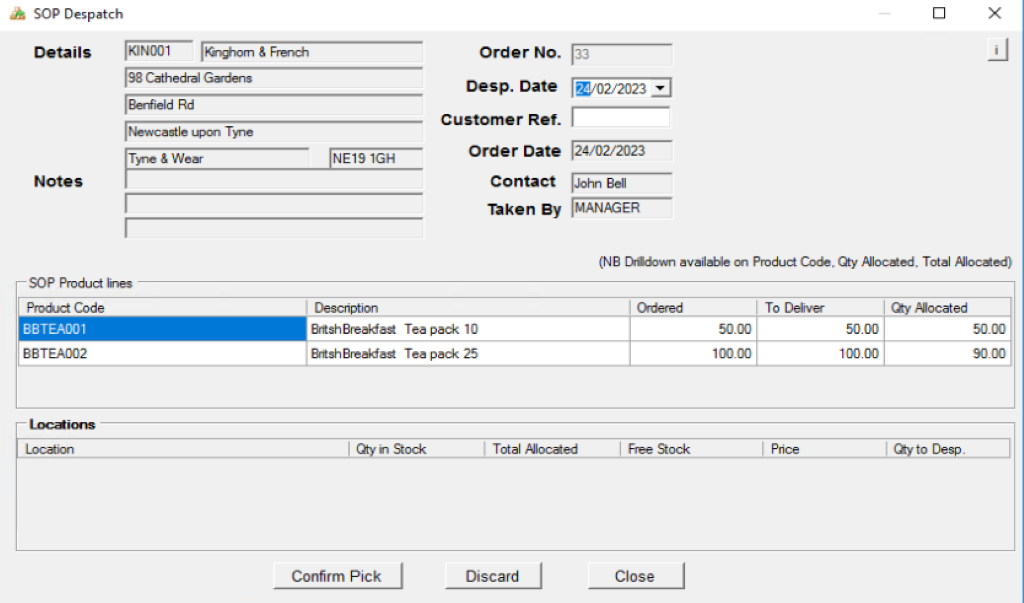 SOP Despatch
Details KIN001 Kinghorn & French Order No. 33 i
98 Cathedral Gardens Desp. Date 24/02/2023
Benfield Rd Customer Ref.
Newcastle upon Tyne Order Date 24/02/2023
Tyne & Wear NE19 1GH
Notes Contact John Bell
Taken By MANAGER
(NB Drilldown available on Product Code, Qty Allocated, Total Allocated)
SOP Product lines
Product Code Description Ordered To Deliver Qty Allocated
BBTEA001 BritshBreakfast Tea pack 10 50.00 50.00 50.00
BBTEA002 BritshBreakfast Tea pack 25 100.00 100.00 90.00
Locations
Location Qty in Stock Total Allocated Free Stock Price Qty to Desp.
Confirm Pick Discard Close